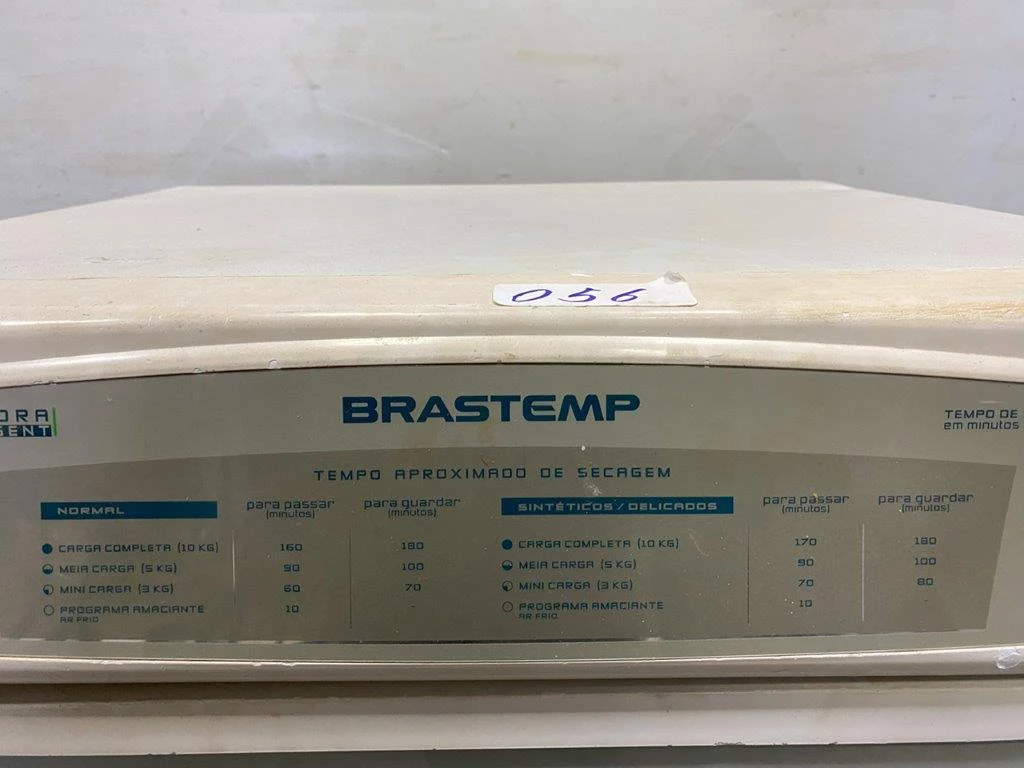 056
BRASTEMP
TEMPO DE
em minutos
TEMPO APROXIMADO DE SECAGEM
NORMAL para passar (minutos) para guardar (minutos)
CARGA COMPLETA (10 KG) 160 180
MEIA CARGA (5 KG) 90 100
MINI CARGA (3 KG) 60 70
PROGRAMA AMACIANTE 10 -
AR FRIO
SINTÉTICOS / DELICADOS para passar (minutos) para guardar (minutos)
CARGA COMPLETA (10 KG) 170 180
MEIA CARGA (5 KG) 90 100
MINI CARGA (3 KG) 70 80
PROGRAMA AMACIANTE 10
AR FRIO